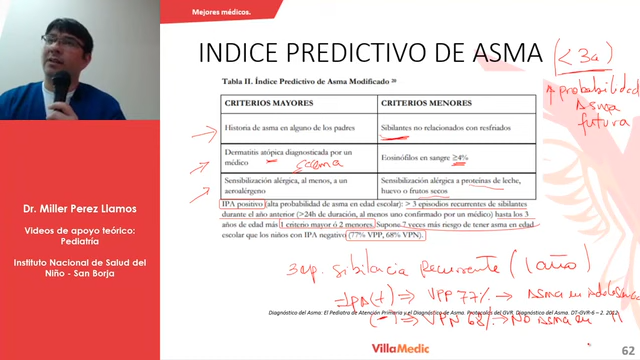 Mejores médicos.
INDICE PREDICTIVO DE ASMA
(< 3a)
↑ probabilidad
Asma
futura
Tabla II. Índice Predictivo de Asma Modificado 20
CRITERIOS MAYORES
CRITERIOS MENORES
Historia de asma en alguno de los padres
Sibilantes no relacionados con resfriados
Dermatitis atópica diagnosticada por un médico
Eosinófilos en sangre ≥4%
Sensibilización alérgica, al menos, a un aeroalérgeno
Sensibilización alérgica a proteínas de leche, huevo o frutos secos
IPA positivo (alta probabilidad de asma en edad escolar): > 3 episodios recurrentes de sibilantes
durante el año anterior (>24h de duración, al menos uno confirmado por un médico) hasta los 3
años de edad más 1 criterio mayor ó 2 menores. Supone 7 veces más riesgo de tener asma en edad
escolar que los niños con IPA negativo (77% VPP, 68% VPN).
3 ep. sibilancia Recurrente (1 año)
IPA(+) ⇒ VPP 77% → Asma en Adolescencia
Diagnóstico del Asma: El Pediatra de Atención Primaria y el Diagnóstico de Asma. Protocolos del GVR. Diagnóstico del Asma. DT-GVR-6 – 2. 2012
(-) ⇒ VPN 68% → NO Asma en "
Dr. Miller Perez Llamos
Videos de apoyo teórico:
Pediatría
Instituto Nacional de Salud del
Niño - San Borja
VillaMedic
62